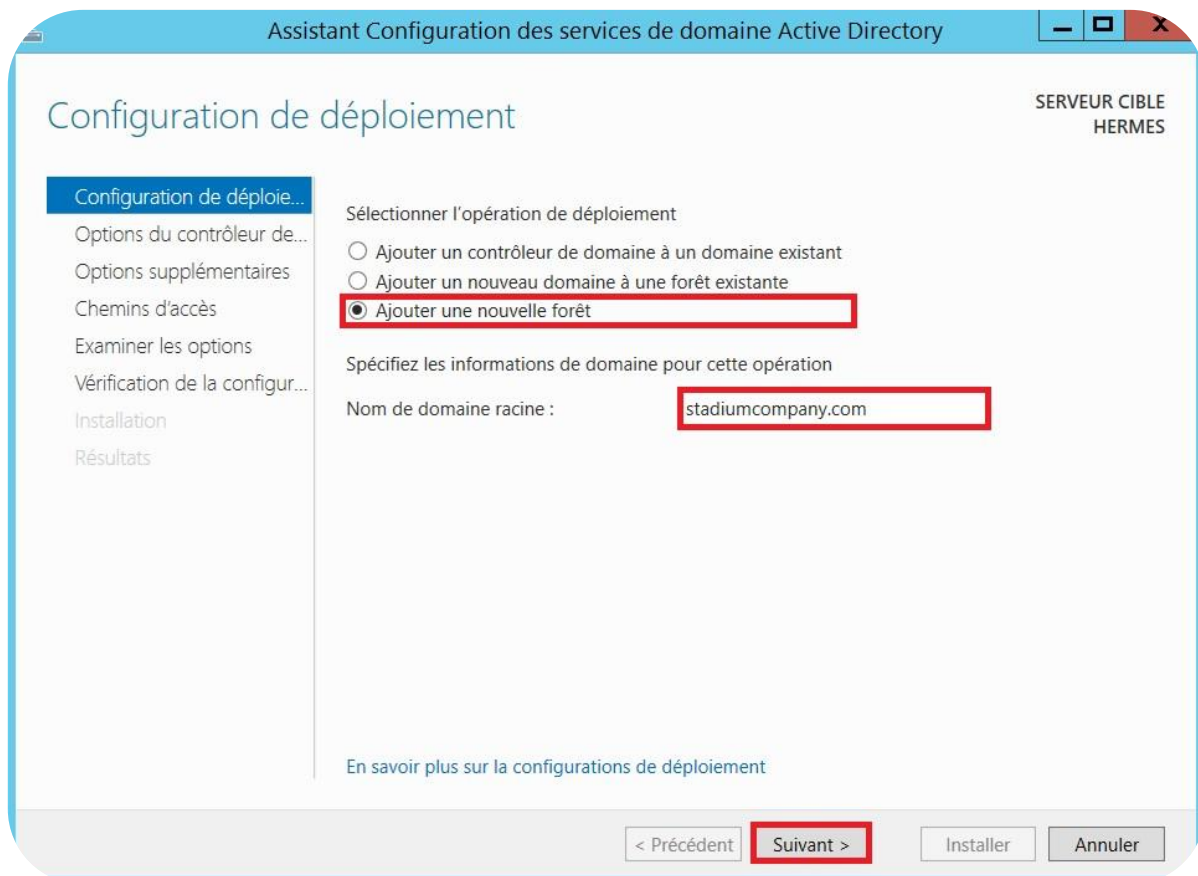 Assistant Configuration des services de domaine Active Directory
Configuration de déploiement
SERVEUR CIBLE
HERMES
Configuration de déploie...
Options du contrôleur de...
Options supplémentaires
Chemins d'accès
Examiner les options
Vérification de la configur...
Installation
Résultats
Sélectionner l'opération de déploiement
Ajouter un contrôleur de domaine à un domaine existant
Ajouter un nouveau domaine à une forêt existante
Ajouter une nouvelle forêt
Spécifiez les informations de domaine pour cette opération
Nom de domaine racine : stadiumcompany.com
En savoir plus sur la configurations de déploiement
< Précédent Suivant > Installer Annuler